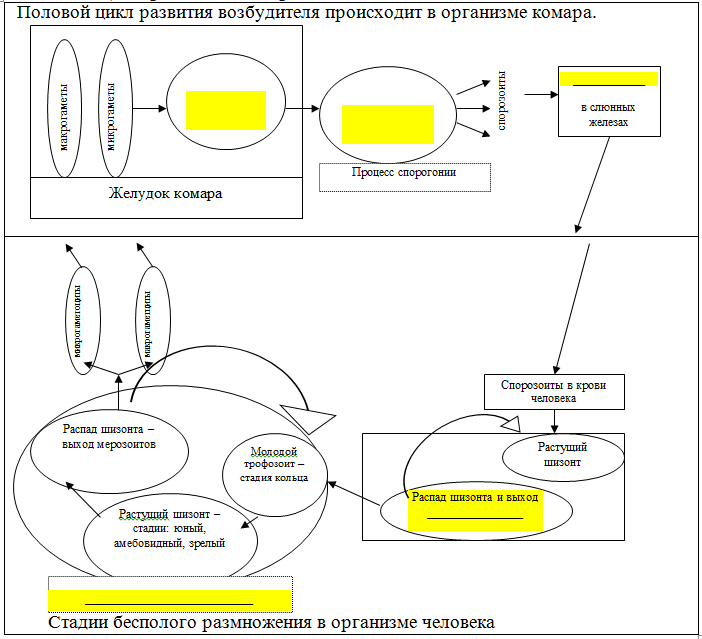 Половой цикл развития возбудителя происходит в организме комара.
макрогаметы
микрогаметы
Желудок комара
Процесс спорогонии
спорозоиты
в слюнных
железах
микрогаметоциты
макрогаметциты
Спорозоиты в крови
человека
Распад шизонта –
выход мерозоитов
Молодой
трофозоит –
стадия кольца
Растущий шизонт –
стадии: юный,
амебовидный, зрелый
Растущий
шизонт
Распад шизонта и выход
Стадии бесполого размножения в организме человека